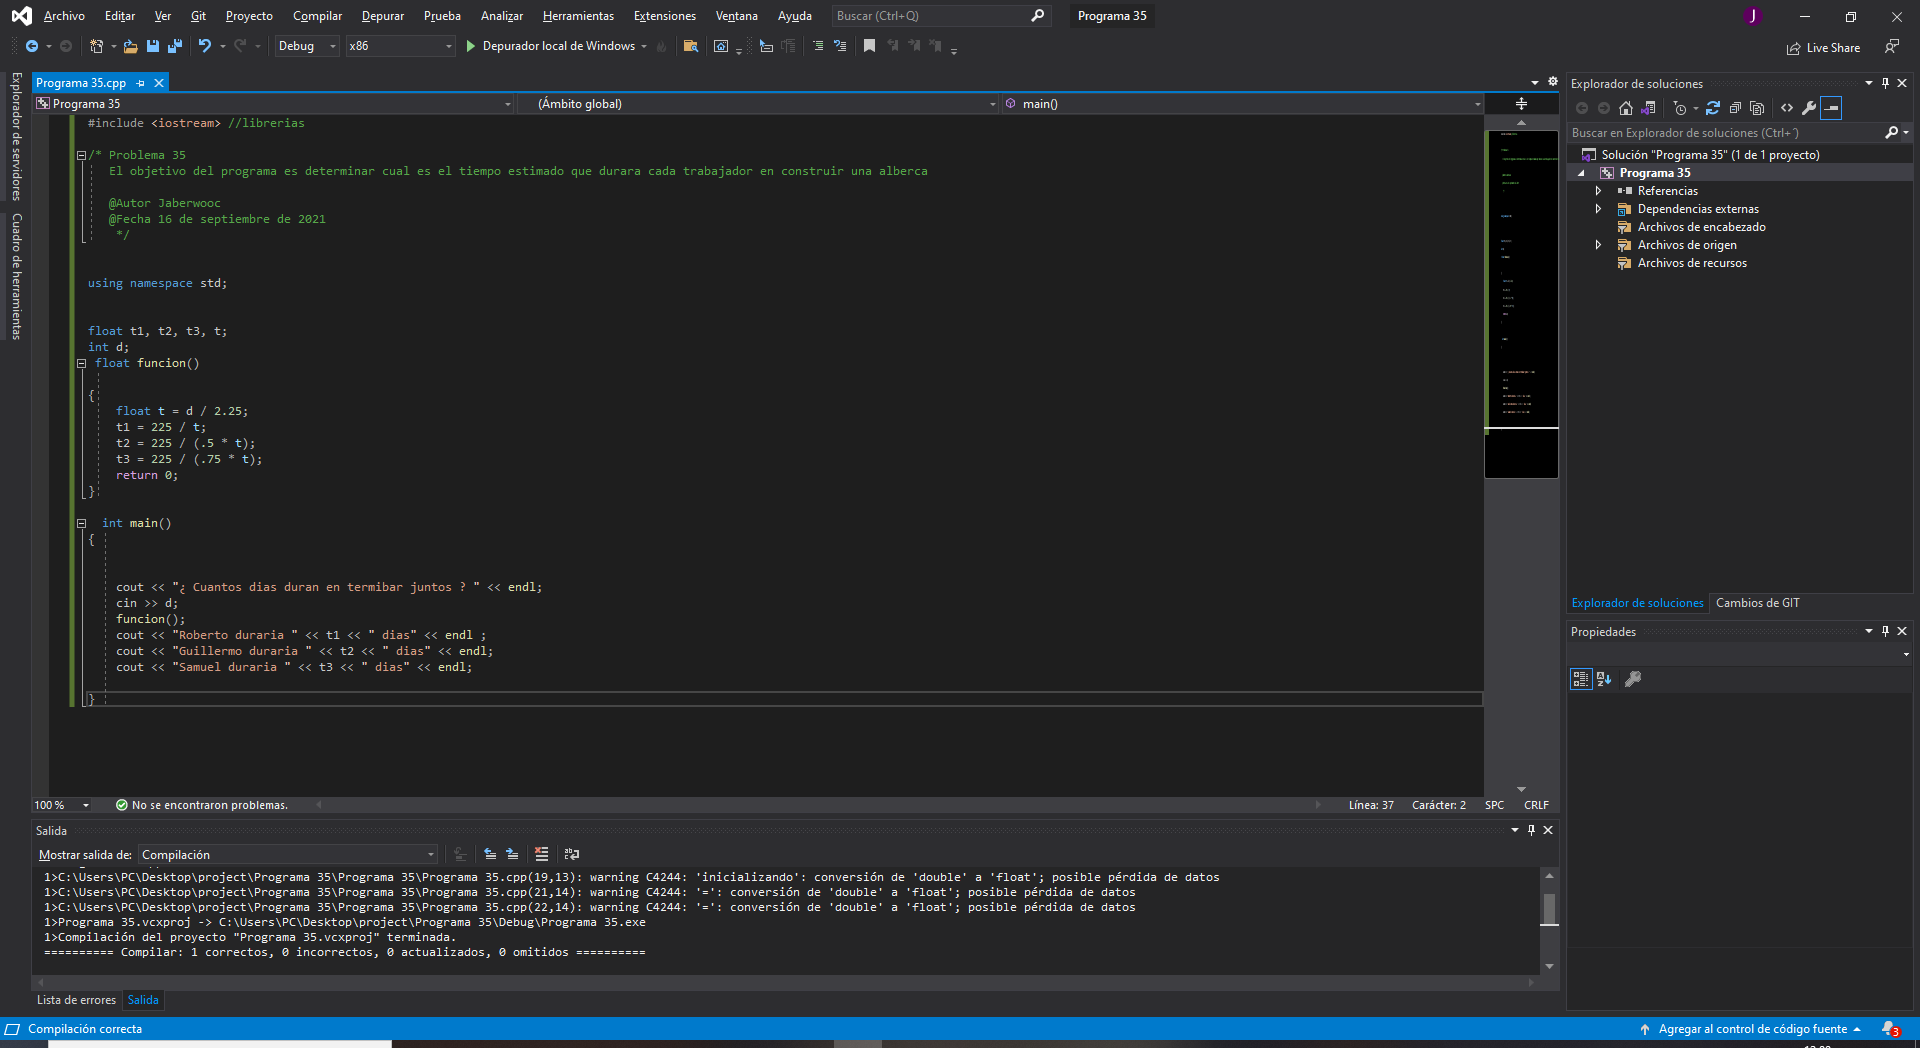 Archivo Editar Ver Git Proyecto Compilar Depurar Prueba Analizar Herramientas Extensiones Ventana Ayuda Buscar (Ctrl+Q) Programa 35 J
Debug x86 Depurador local de Windows Live Share
Explorador de servidores
Cuadro de herramientas
Programa 35.cpp
Programa 35 (Ámbito global) main()
#include <iostream> //librerias
/* Problema 35
El objetivo del programa es determinar cual es el tiempo estimado que durara cada trabajador en construir una alberca
@Autor Jaberwooc
@Fecha 16 de septiembre de 2021
*/
using namespace std;
float t1, t2, t3, t;
int d;
float funcion()
{
float t = d / 2.25;
t1 = 225 / t;
t2 = 225 / (.5 * t);
t3 = 225 / (.75 * t);
return 0;
}
int main()
{
cout << "¿ Cuantos dias duran en termibar juntos ? " << endl;
cin >> d;
funcion();
cout << "Roberto duraria " << t1 << " dias" << endl ;
cout << "Guillermo duraria " << t2 << " dias" << endl;
cout << "Samuel duraria " << t3 << " dias" << endl;
}
100 % No se encontraron problemas. Línea: 37 Carácter: 2 SPC CRLF
Salida
Mostrar salida de: Compilación
1>C:\Users\PC\Desktop\project\Programa 35\Programa 35\Programa 35.cpp(19,13): warning C4244: 'inicializando': conversión de 'double' a 'float'; posible pérdida de datos
1>C:\Users\PC\Desktop\project\Programa 35\Programa 35\Programa 35.cpp(21,14): warning C4244: '=': conversión de 'double' a 'float'; posible pérdida de datos
1>C:\Users\PC\Desktop\project\Programa 35\Programa 35\Programa 35.cpp(22,14): warning C4244: '=': conversión de 'double' a 'float'; posible pérdida de datos
1>Programa 35.vcxproj -> C:\Users\PC\Desktop\project\Programa 35\Debug\Programa 35.exe
1>Compilación del proyecto "Programa 35.vcxproj" terminada.
========== Compilar: 1 correctos, 0 incorrectos, 0 actualizados, 0 omitidos ==========
Lista de errores Salida
Explorador de soluciones
Buscar en Explorador de soluciones (Ctrl+´)
Solución "Programa 35" (1 de 1 proyecto)
Programa 35
Referencias
Dependencias externas
Archivos de encabezado
Archivos de origen
Archivos de recursos
Explorador de soluciones Cambios de GIT
Propiedades
Compilación correcta Agregar al control de código fuente 3